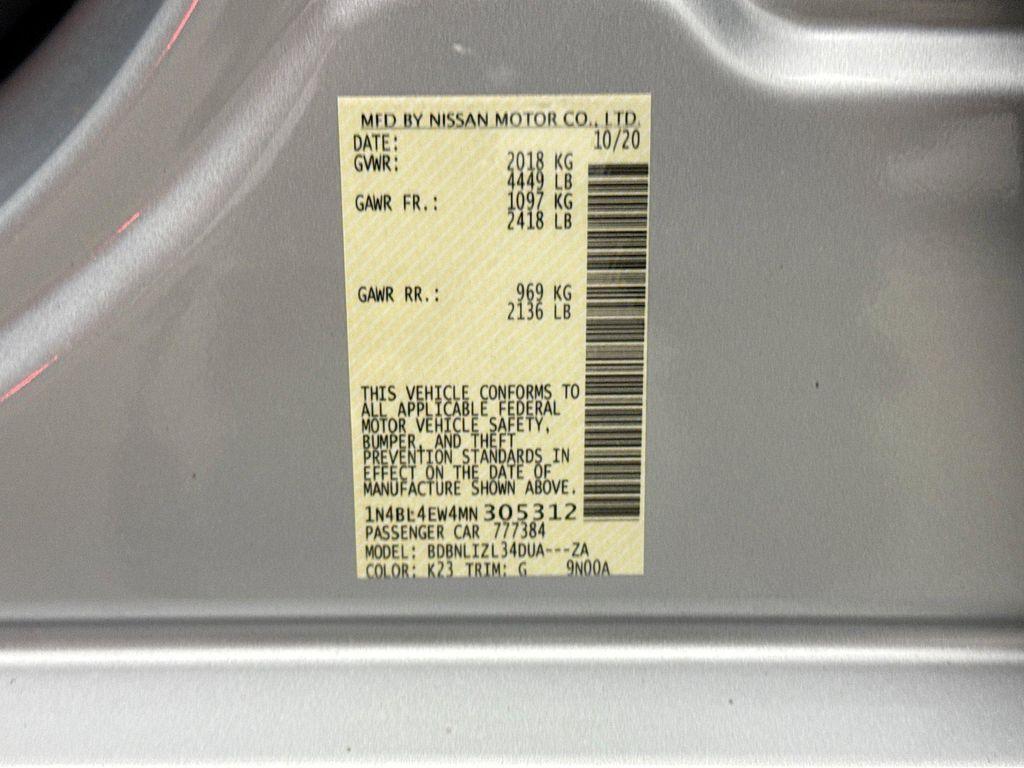 MFD BY NISSAN MOTOR CO., LTD.
DATE: 10/20
GVWR: 2018 KG
4449 LB
GAWR FR.: 1097 KG
2418 LB
GAWR RR.: 969 KG
2136 LB
THIS VEHICLE CONFORMS TO
ALL APPLICABLE FEDERAL
MOTOR VEHICLE SAFETY,
BUMPER, AND THEFT
PREVENTION STANDARDS IN
EFFECT ON THE DATE OF
MANUFACTURE SHOWN ABOVE.
1N4BL4EW4MN305312
PASSENGER CAR 777384
MODEL: BDBNLIZL34DUA---ZA
COLOR: K23 TRIM: G 9N00A